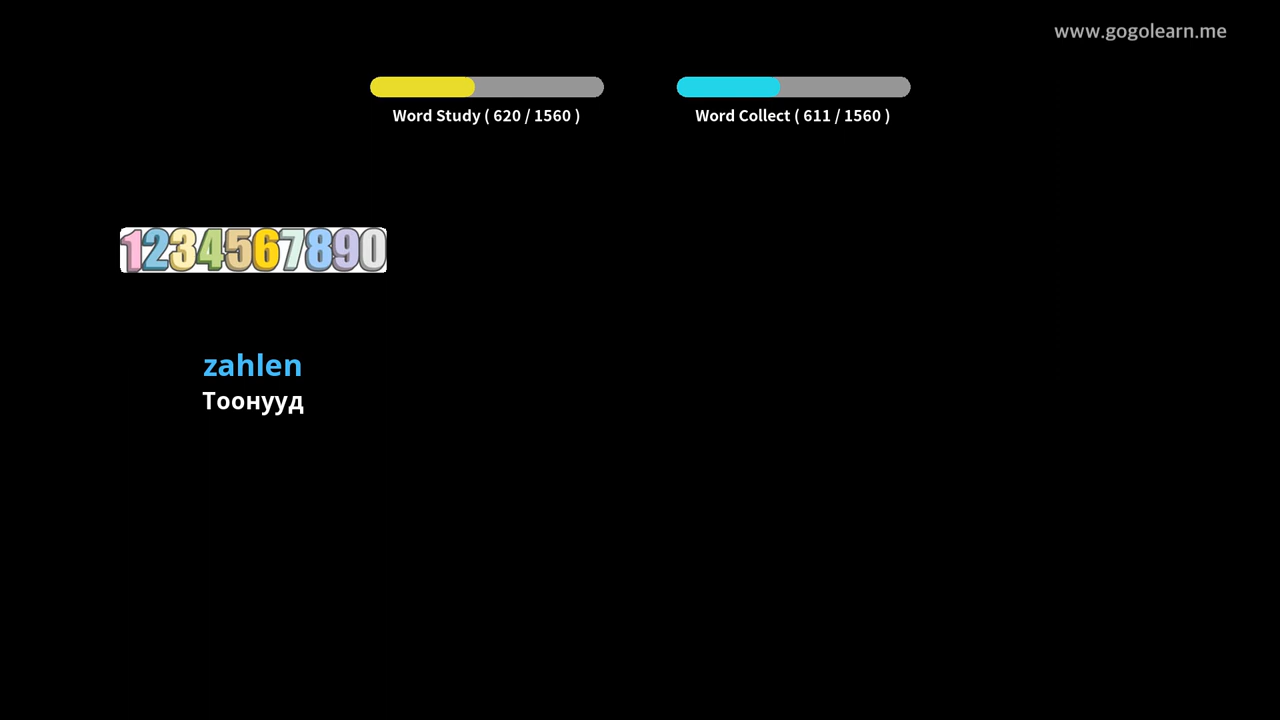 www.gogolearn.me
Word Study ( 620 / 1560 )
Word Collect ( 611 / 1560 )
1234567890
zahlen
Тоонууд